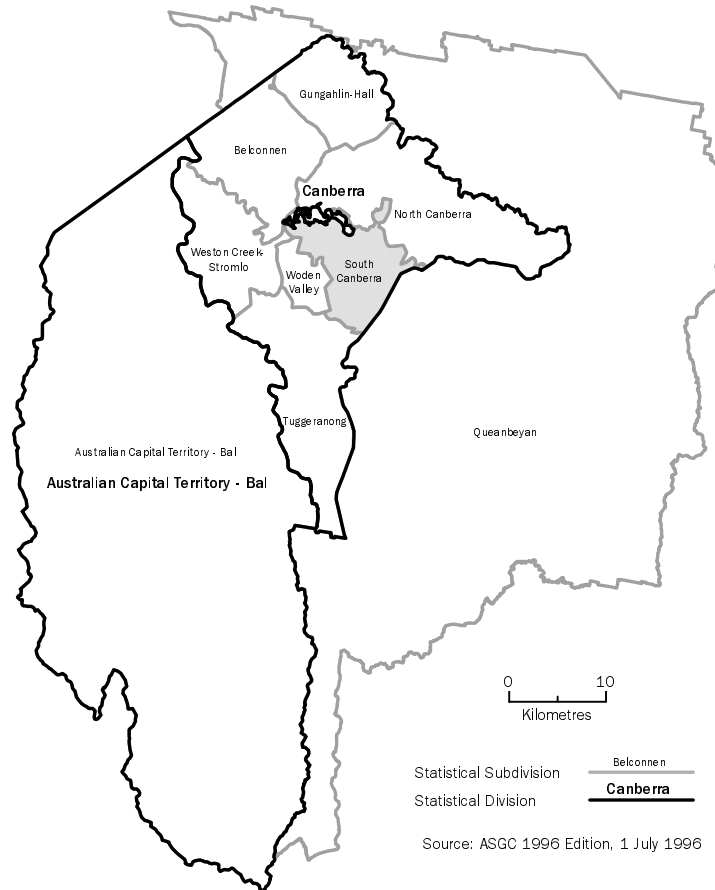 Gungahlin-Hall
Belconnen
Canberra
North Canberra
Weston Creek-
Stromlo
Woden
Valley
South
Canberra
Tuggeranong
Queanbeyan
Australian Capital Territory - Bal
Australian Capital Territory - Bal
0 10
Kilometres
Statistical Subdivision Belconnen
Statistical Division Canberra
Source: ASGC 1996 Edition, 1 July 1996